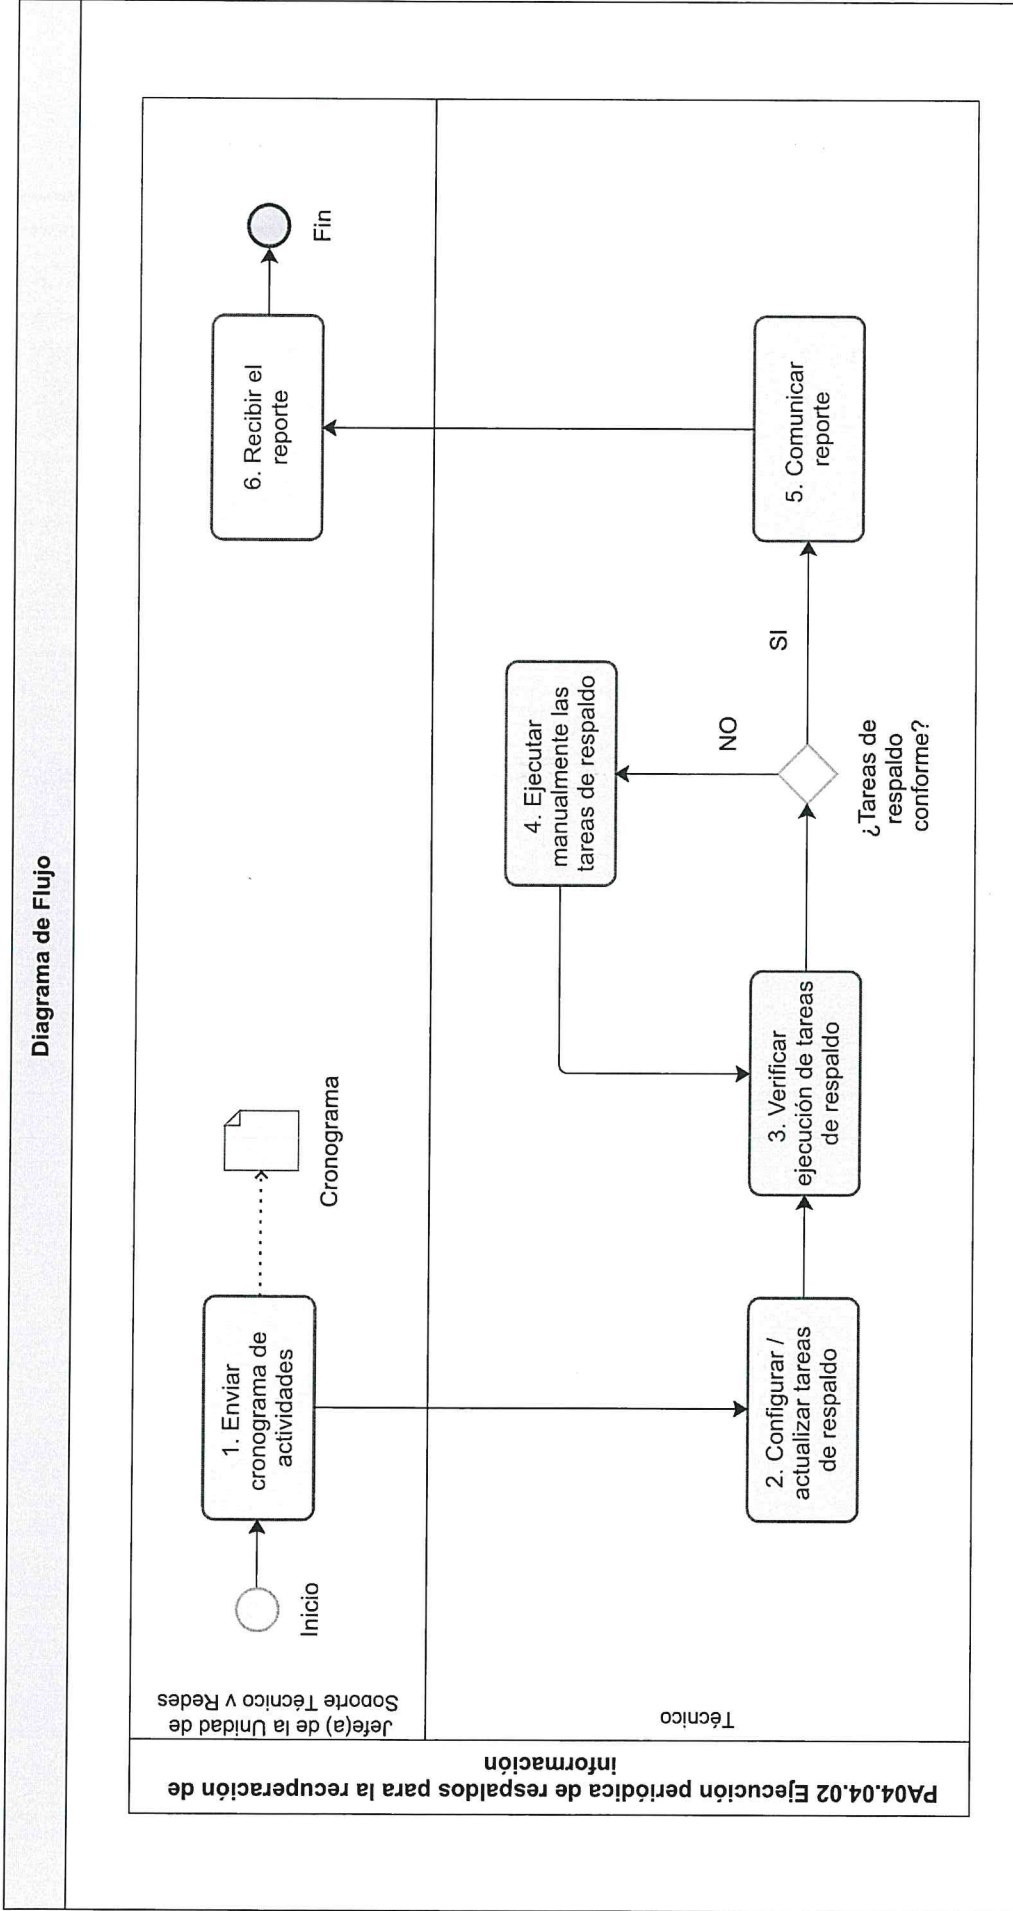 Diagrama de Flujo
PA04.04.02 Ejecución periódica de respaldos para la recuperación de
información
Jefe(a) de la Unidad de
Soporte Técnico y Redes
Inicio
1. Enviar
cronograma de
actividades
Cronograma
6. Recibir el
reporte
Fin
Técnico
2. Configurar /
actualizar tareas
de respaldo
3. Verificar
ejecución de tareas
de respaldo
¿Tareas de
respaldo
conforme?
NO
4. Ejecutar
manualmente las
tareas de respaldo
SI
5. Comunicar
reporte